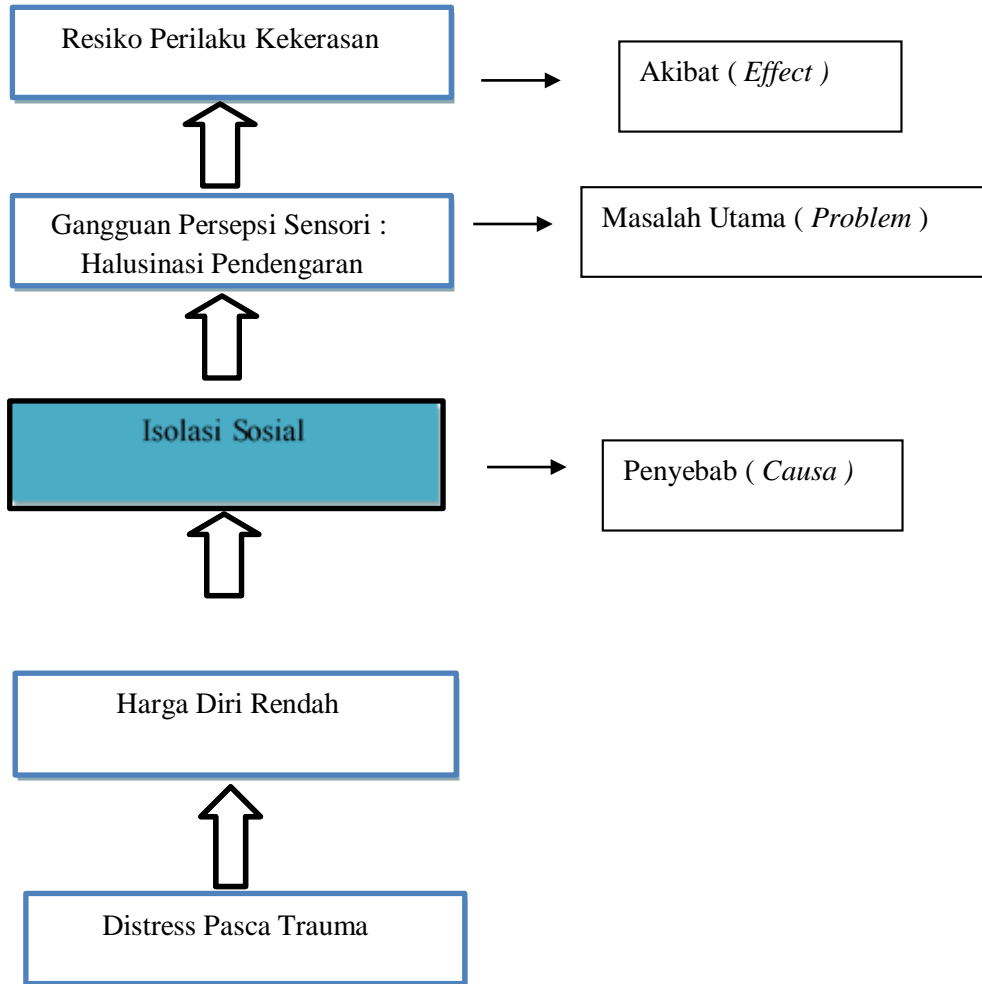 Resiko Perilaku Kekerasan
Akibat ( Effect )
Gangguan Persepsi Sensori :
Halusinasi Pendengaran
Masalah Utama ( Problem )
Isolasi Sosial
Penyebab ( Causa )
Harga Diri Rendah
Distress Pasca Trauma